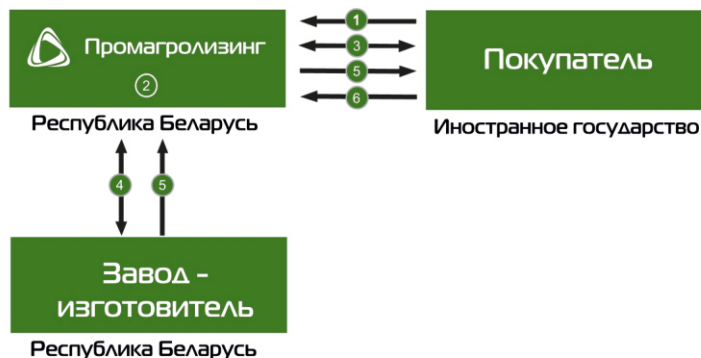 Промагролизинг
2
Республика Беларусь
1
3
5
6
Покупатель
Иностранное государство
4
5
Завод -
изготовитель
Республика Беларусь